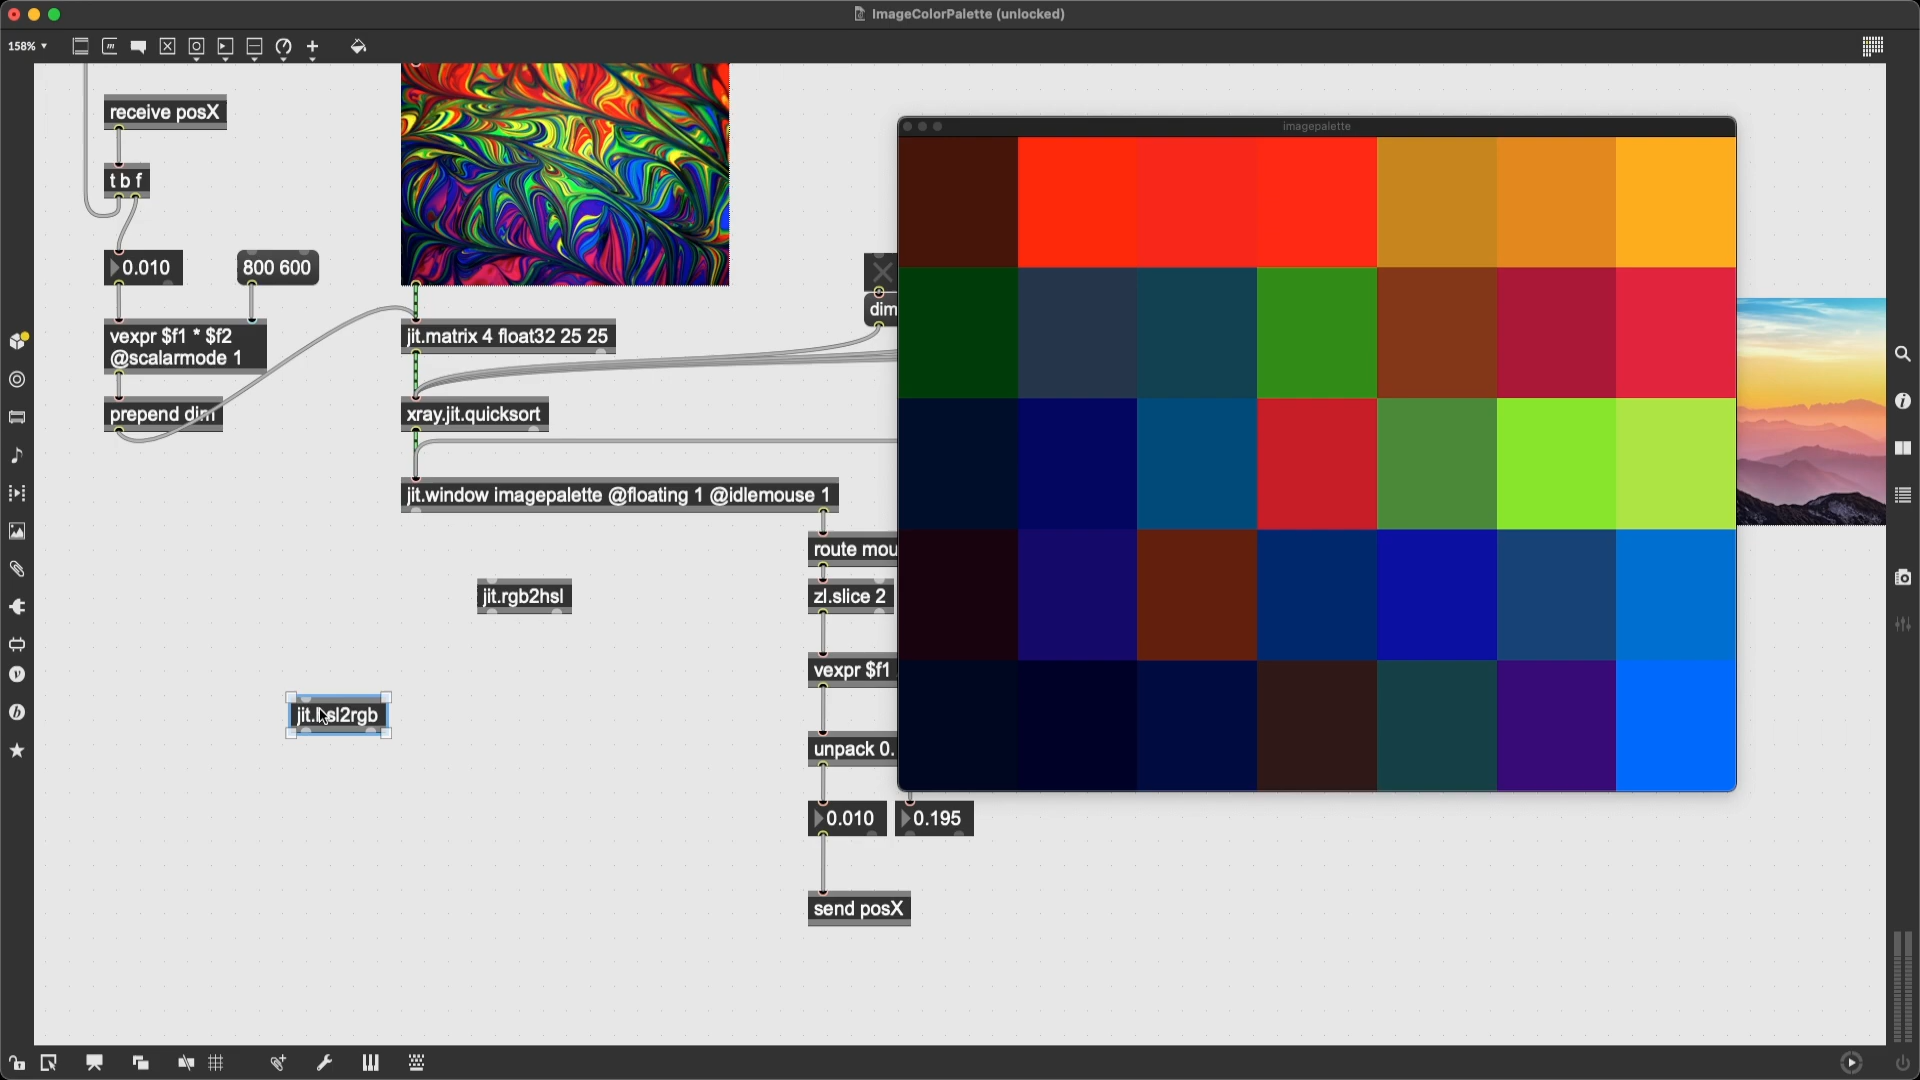 ImageColorPalette (unlocked)
158%
receive posX
t b f
0.010
800 600
vexpr $f1 * $f2
@scalarmode 1
prepend dim
jit.matrix 4 float32 25 25
xray.jit.quicksort
jit.window imagepalette @floating 1 @idlemouse 1
dim
imagepalette
route mou
jit.rgb2hsl
zl.slice 2
vexpr $f1
jit.hsl2rgb
unpack 0.
0.010
0.195
send posX